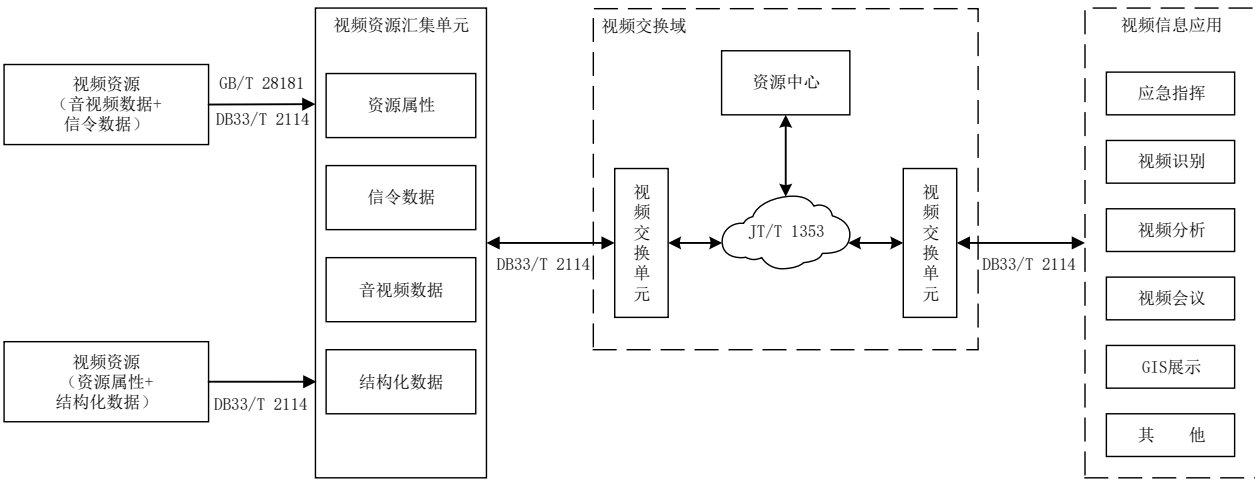 视频资源
（音视频数据+
信令数据）
GB/T 28181
DB33/T 2114
视频资源
（资源属性+
结构化数据）
DB33/T 2114
视频资源汇集单元
资源属性
信令数据
音视频数据
结构化数据
DB33/T 2114
视频交换域
资源中心
视频交换单元
JT/T 1353
视频交换单元
DB33/T 2114
视频信息应用
应急指挥
视频识别
视频分析
视频会议
GIS展示
其 他